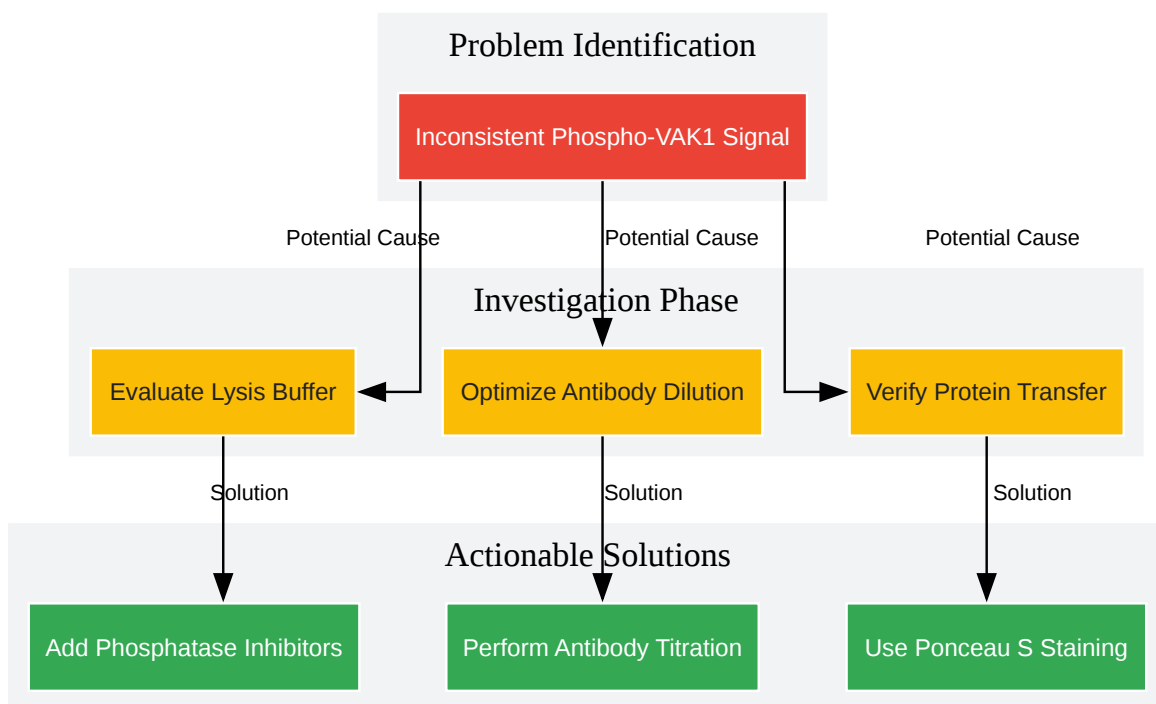 Problem Identification
Inconsistent Phospho-VAK1 Signal
Potential Cause
Potential Cause
Potential Cause
Investigation Phase
Evaluate Lysis Buffer
Optimize Antibody Dilution
Verify Protein Transfer
Solution
Solution
Solution
Actionable Solutions
Add Phosphatase Inhibitors
Perform Antibody Titration
Use Ponceau S Staining